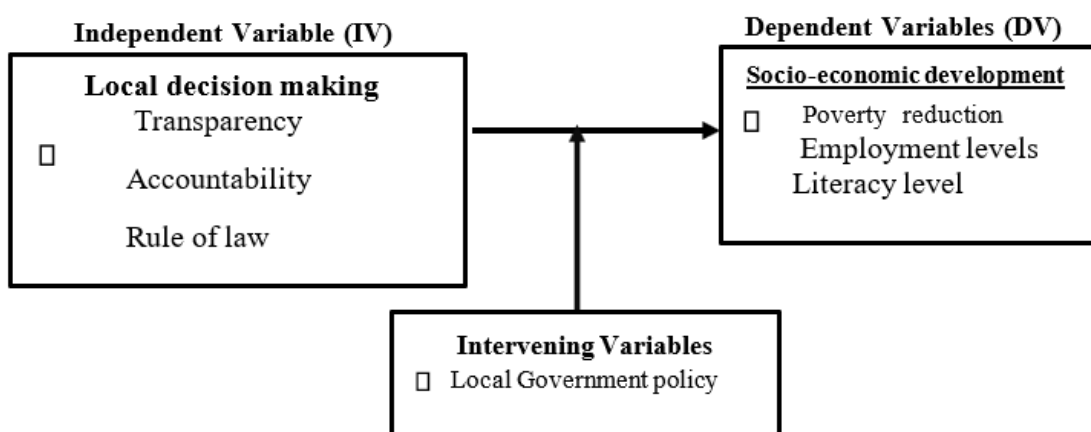 Independent Variable (IV)
Local decision making
Transparency
Accountability
Rule of law
Dependent Variables (DV)
Socio-economic development
Poverty reduction
Employment levels
Literacy level
Intervening Variables
Local Government policy